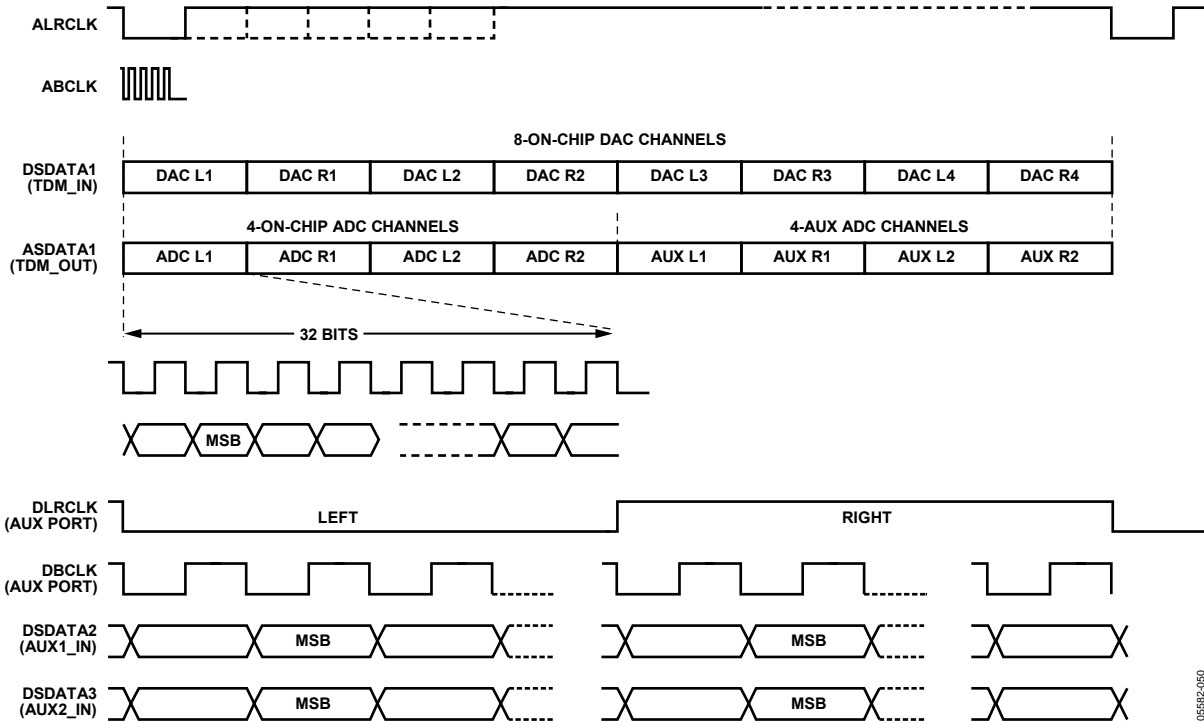 ALRCLK
ABCLK
8-ON-CHIP DAC CHANNELS
DSDATA1
(TDM_IN)
DAC L1 DAC R1 DAC L2 DAC R2 DAC L3 DAC R3 DAC L4 DAC R4
4-ON-CHIP ADC CHANNELS 4-AUX ADC CHANNELS
ASDATA1
(TDM_OUT)
ADC L1 ADC R1 ADC L2 ADC R2 AUX L1 AUX R1 AUX L2 AUX R2
32 BITS
MSB
DLRCLK
(AUX PORT)
LEFT RIGHT
DBCLK
(AUX PORT)
DSDATA2
(AUX1_IN)
MSB MSB
DSDATA3
(AUX2_IN)
MSB MSB
05582-050